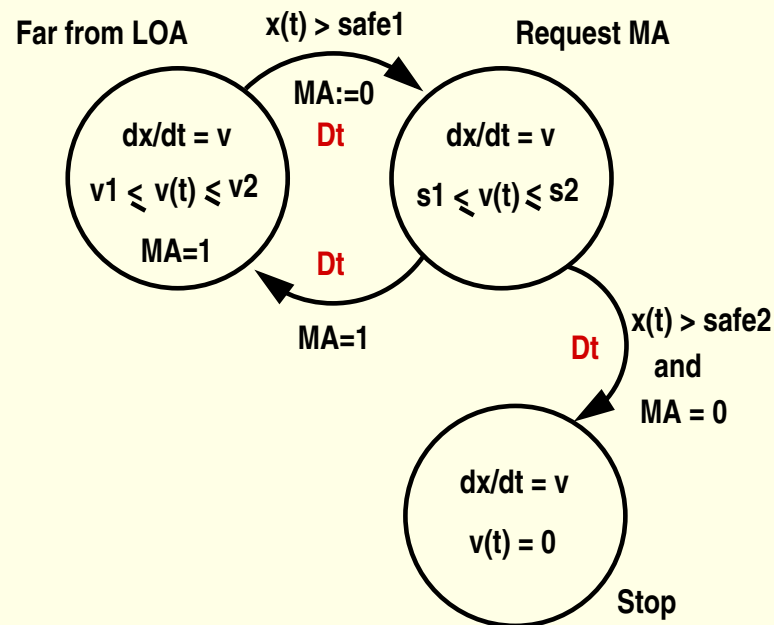 Far from LOA
x(t) > safe1
Request MA
MA:=0
Dt
dx/dt = v
v1 ≤ v(t) ≤ v2
MA=1
dx/dt = v
s1 ≤ v(t) ≤ s2
Dt
MA=1
x(t) > safe2
Dt
and
MA = 0
dx/dt = v
v(t) = 0
Stop